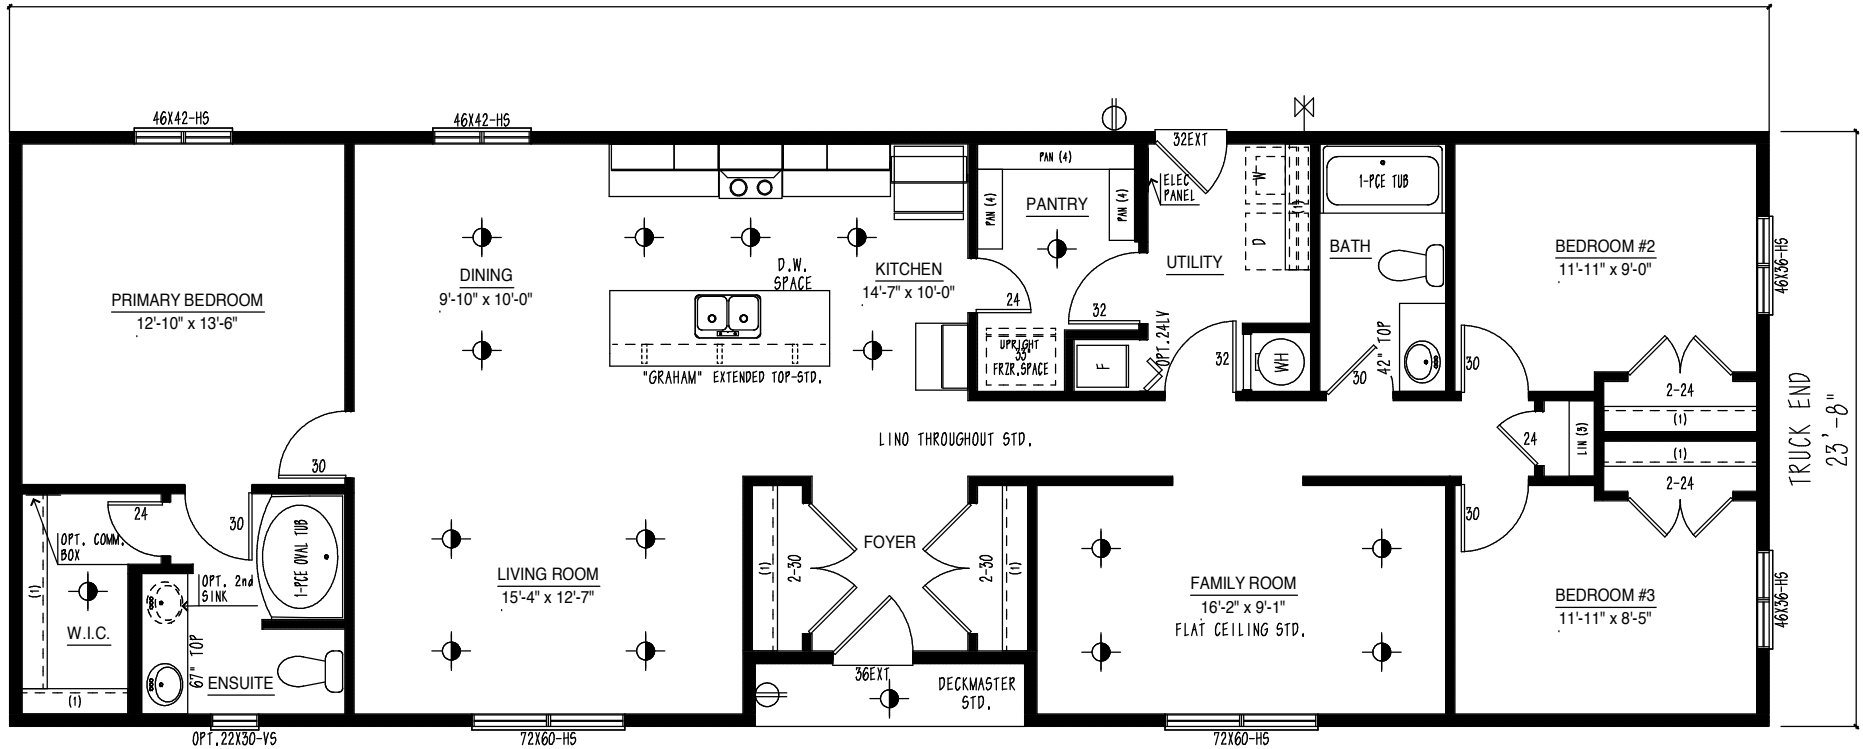 46X42-HS
46X42-HS
32EXT
PAN (4)
ELEC
PANEL
W
(1)
1-PCE TUB
PAN (4)
PANTRY
PAN (4)
D
BATH
UTILITY
BEDROOM #2
11'-11" x 9'-0"
46X36-HS
DINING
9'-10" x 10'-0"
D.W.
SPACE
KITCHEN
14'-7" x 10'-0"
PRIMARY BEDROOM
12'-10" x 13'-6"
24
32
OPT.24LV
UPRIGHT
33"
FRZR.SPACE
F
32
WH
30
42" TOP
30
"GRAHAM" EXTENDED TOP-STD.
2-24
(1)
TRUCK END
23'-8"
LINO THROUGHOUT STD.
24
LIN (3)
(1)
2-24
30
30
24
30
OPT. COMM.
BOX
1-PCE OVAL TUB
FOYER
(1)
2-30
2-30
(1)
OPT. 2nd
SINK
(1)
LIVING ROOM
15'-4" x 12'-7"
FAMILY ROOM
16'-2" x 9'-1"
FLAT CEILING STD.
BEDROOM #3
11'-11" x 8'-5"
46X36-HS
W.I.C.
67" TOP
ENSUITE
(1)
36EXT
DECKMASTER
STD.
OPT.22X30-VS
72X60-HS
72X60-HS